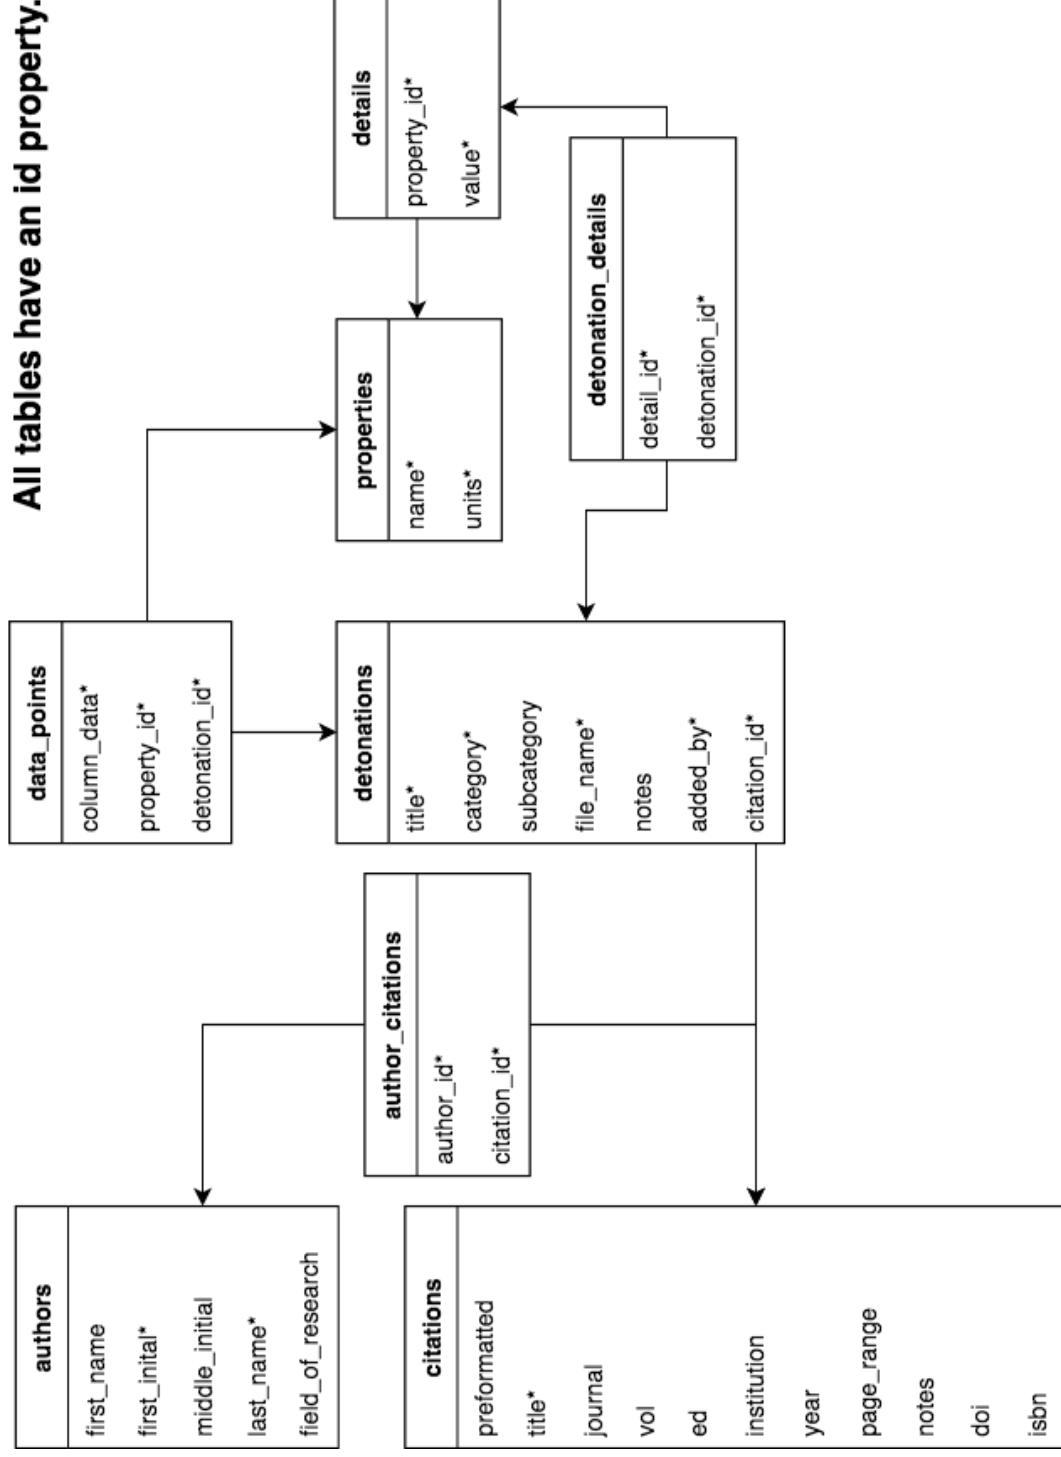 All tables have an id property.
authors
first_name
first_inital*
middle_initial
last_name*
field_of_research
citations
preformatted
title*
journal
vol
ed
institution
year
page_range
notes
doi
isbn
author_citations
author_id*
citation_id*
data_points
column_data*
property_id*
detonation_id*
detonations
title*
category*
subcategory
file_name*
notes
added_by*
citation_id*
properties
name*
units*
detonation_details
detail_id*
detonation_id*
details
property_id*
value*